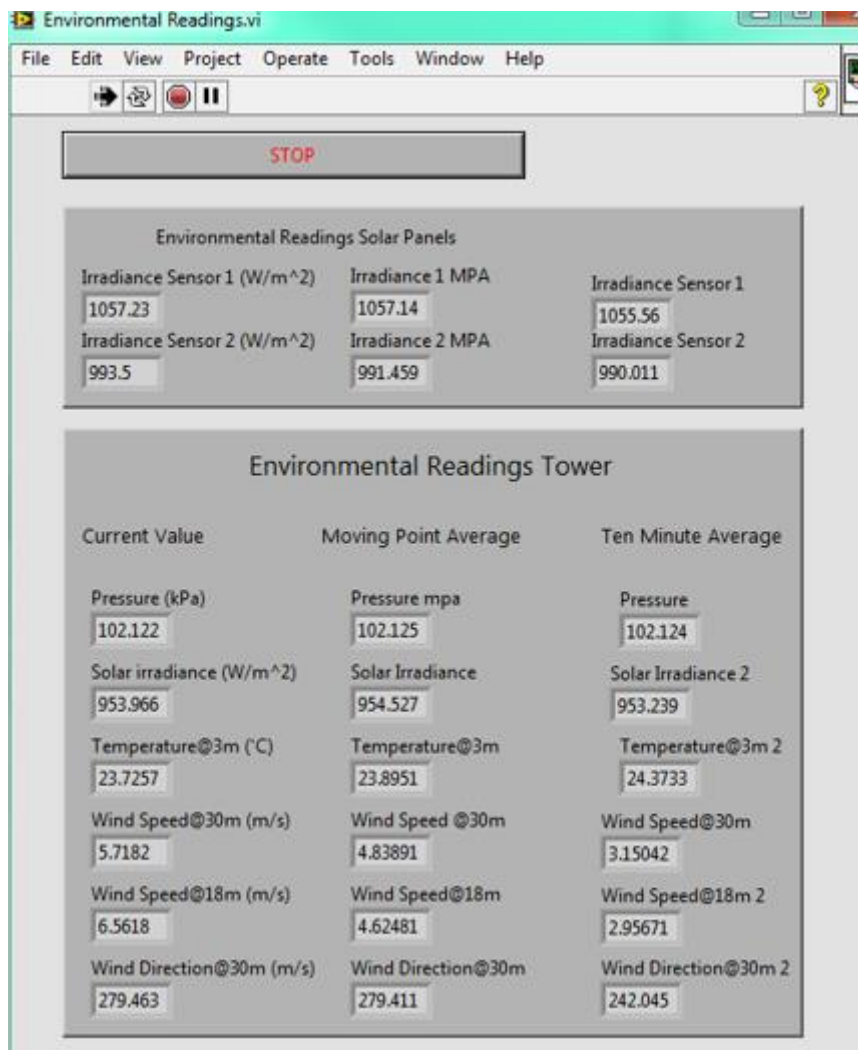 Environmental Readings.vi
File Edit View Project Operate Tools Window Help
STOP
Environmental Readings Solar Panels
Irradiance Sensor 1 (W/m^2) Irradiance 1 MPA Irradiance Sensor 1
1057.23 1057.14 1055.56
Irradiance Sensor 2 (W/m^2) Irradiance 2 MPA Irradiance Sensor 2
993.5 991.459 990.011
Environmental Readings Tower
Current Value Moving Point Average Ten Minute Average
Pressure (kPa) Pressure mpa Pressure
102.122 102.125 102.124
Solar irradiance (W/m^2) Solar Irradiance Solar Irradiance 2
953.966 954.527 953.239
Temperature@3m (˚C) Temperature@3m Temperature@3m 2
23.7257 23.8951 24.3733
Wind Speed@30m (m/s) Wind Speed @30m Wind Speed@30m
5.7182 4.83891 3.15042
Wind Speed@18m (m/s) Wind Speed@18m Wind Speed@18m 2
6.5618 4.62481 2.95671
Wind Direction@30m (m/s) Wind Direction@30m Wind Direction@30m 2
279.463 279.411 242.045